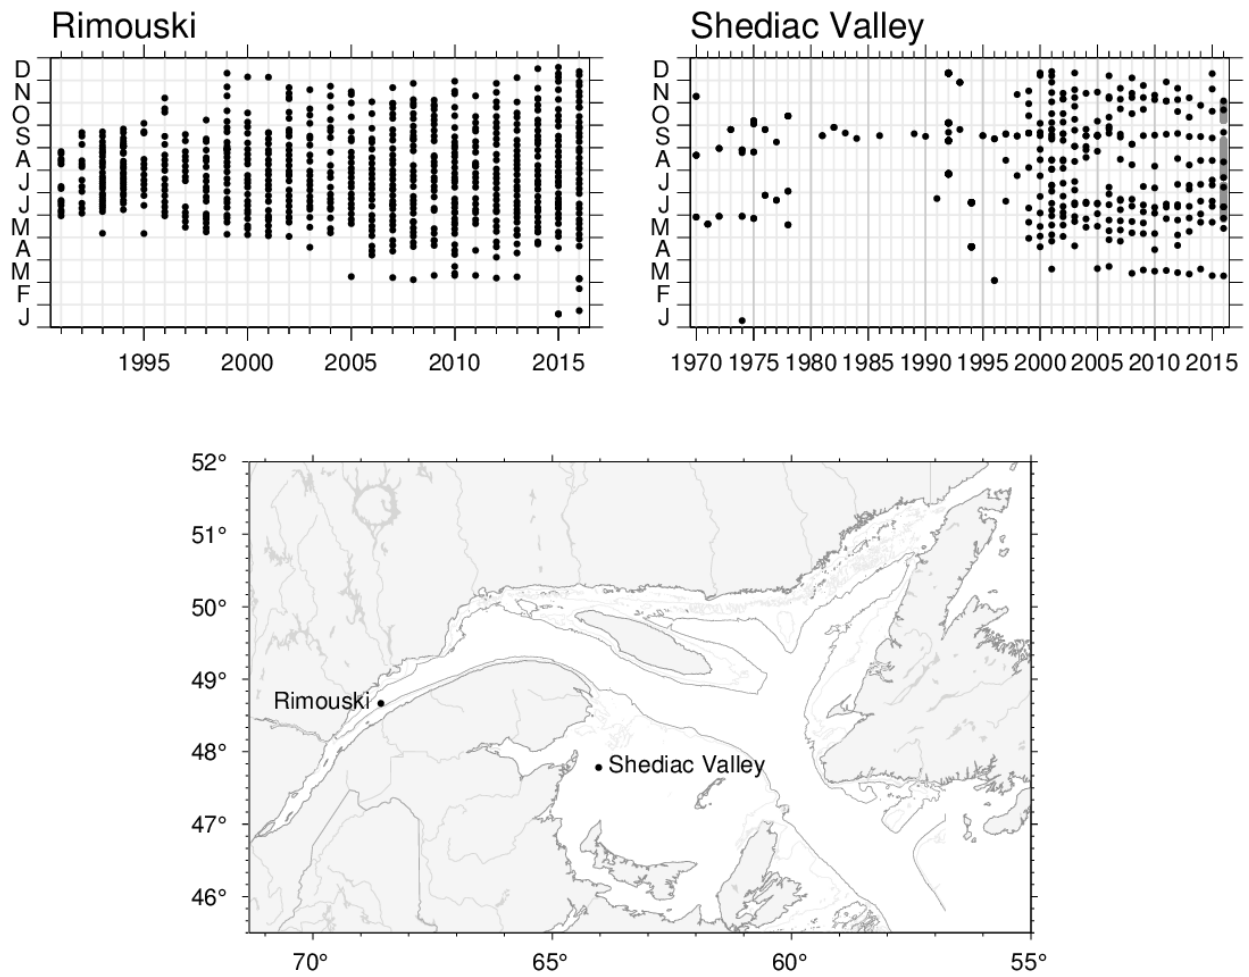 Rimouski
D
N
O
S
A
J
J
M
A
M
F
J
1995 2000 2005 2010 2015
Shediac Valley
D
N
O
S
A
J
J
M
A
M
F
J
1970 1975 1980 1985 1990 1995 2000 2005 2010 2015
52°
51°
50°
49°
48°
47°
46°
Rimouski
Shediac Valley
70° 65° 60° 55°